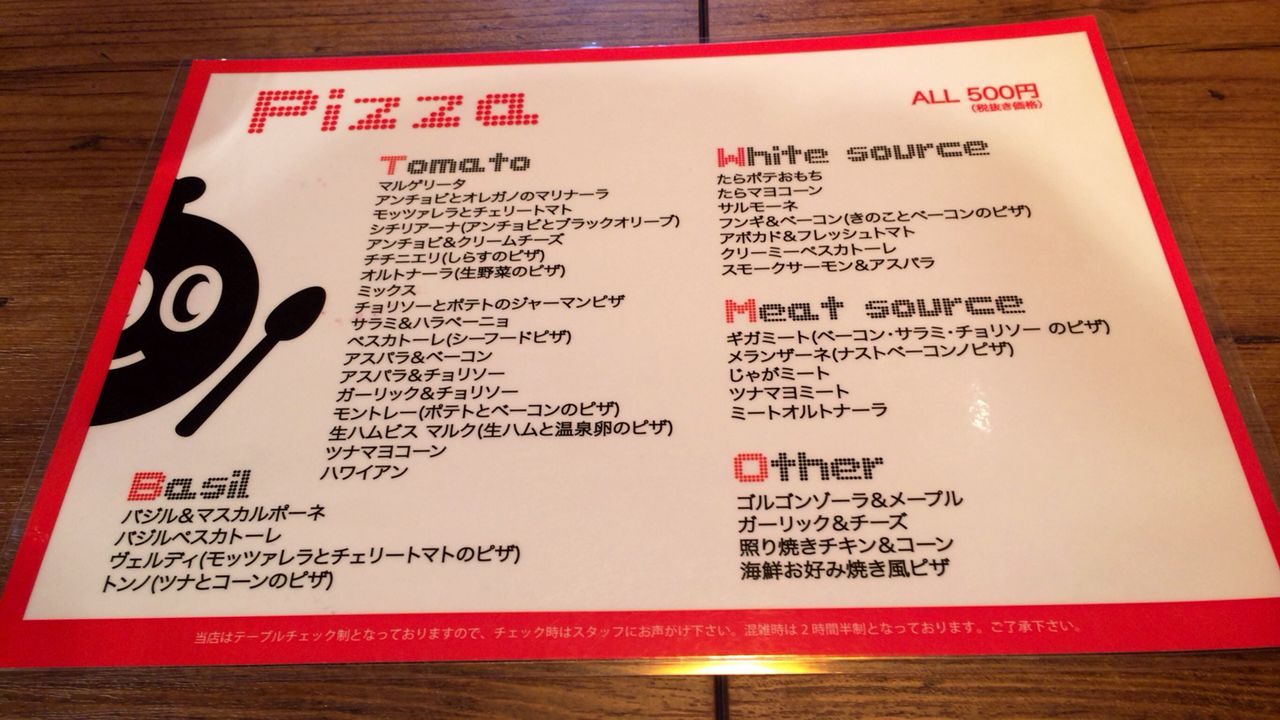 Pizza
ALL 500円
(税抜き価格)
Tomato
マルゲリータ
アンチョビとオレガノのマリナーラ
モッツァレラとチェリートマト
シチリアーナ(アンチョビとブラックオリーブ)
アンチョビ&クリームチーズ
チチニエリ(しらすのピザ)
オルトナーラ(生野菜のピザ)
ミックス
チョリソーとポテトのジャーマンピザ
サラミ&ハラペーニョ
ペスカトーレ(シーフードピザ)
アスパラ&ベーコン
アスパラ&チョリソー
ガーリック&チョリソー
モントレー(ポテトとベーコンのピザ)
生ハムビス マルク(生ハムと温泉卵のピザ)
ツナマヨコーン
ハワイアン
Basil
バジル&マスカルポーネ
バジルペスカトーレ
ヴェルディ(モッツァレラとチェリートマトのピザ)
トンノ(ツナとコーンのピザ)
White source
たらポテおもち
たらマヨコーン
サルモーネ
フンギ&ベーコン(きのことベーコンのピザ)
アボカド&フレッシュトマト
クリーミーペスカトーレ
スモークサーモン&アスパラ
Meat source
ギガミート(ベーコン・サラミ・チョリソー のピザ)
メランザーネ(ナストベーコンノピザ)
じゃがミート
ツナマヨミート
ミートオルトナーラ
Other
ゴルゴンゾーラ&メープル
ガーリック&チーズ
照り焼きチキン&コーン
海鮮お好み焼き風ピザ
当店はテーブルチェック制となっておりますので、チェック時はスタッフにお声がけ下さい。混雑時は2時間半制となっております。ご了承下さい。